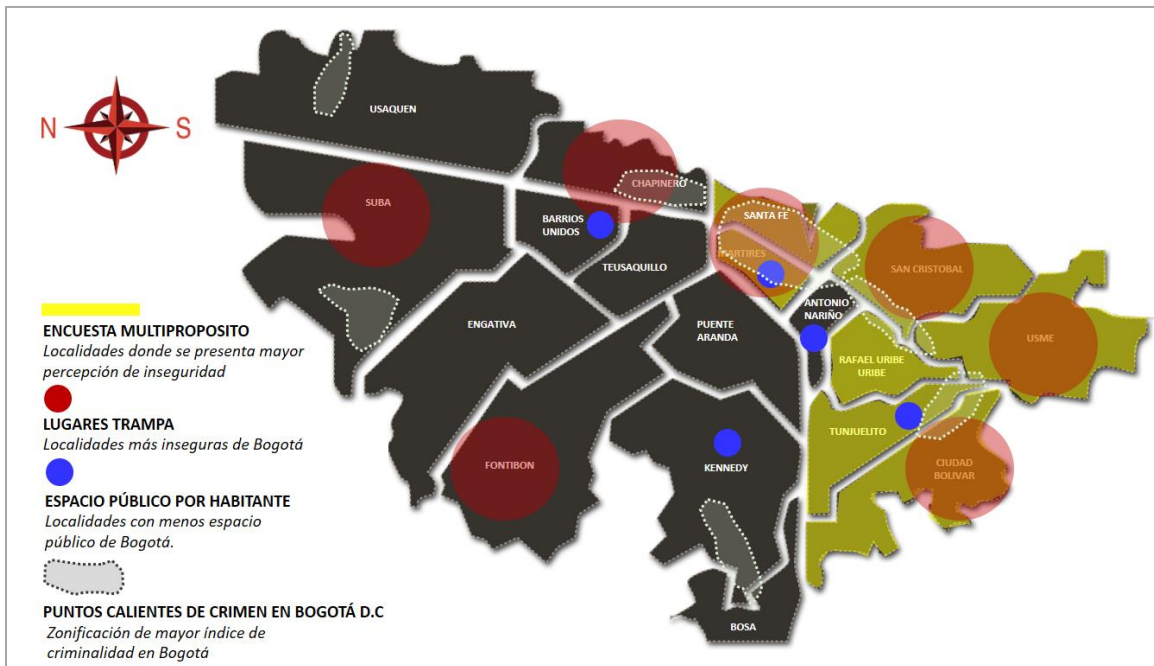 USAQUEN
N
S
CHAPINERO
SUBA
SANTA FE
BARRIOS
UNIDOS
MARTIRES
TEUSAQUILLO
SAN CRISTOBAL
ANTONIO
NARIÑO
ENGATIVA
PUENTE
ARANDA
USME
RAFAEL URIBE
URIBE
TUNJUELITO
FONTIBON
KENNEDY
CIUDAD
BOLIVAR
BOSA
ENCUESTA MULTIPROPOSITO
Localidades donde se presenta mayor
percepción de inseguridad
LUGARES TRAMPA
Localidades más inseguras de Bogotá
ESPACIO PÚBLICO POR HABITANTE
Localidades con menos espacio
público de Bogotá.
PUNTOS CALIENTES DE CRIMEN EN BOGOTÁ D.C
Zonificación de mayor índice de
criminalidad en Bogotá